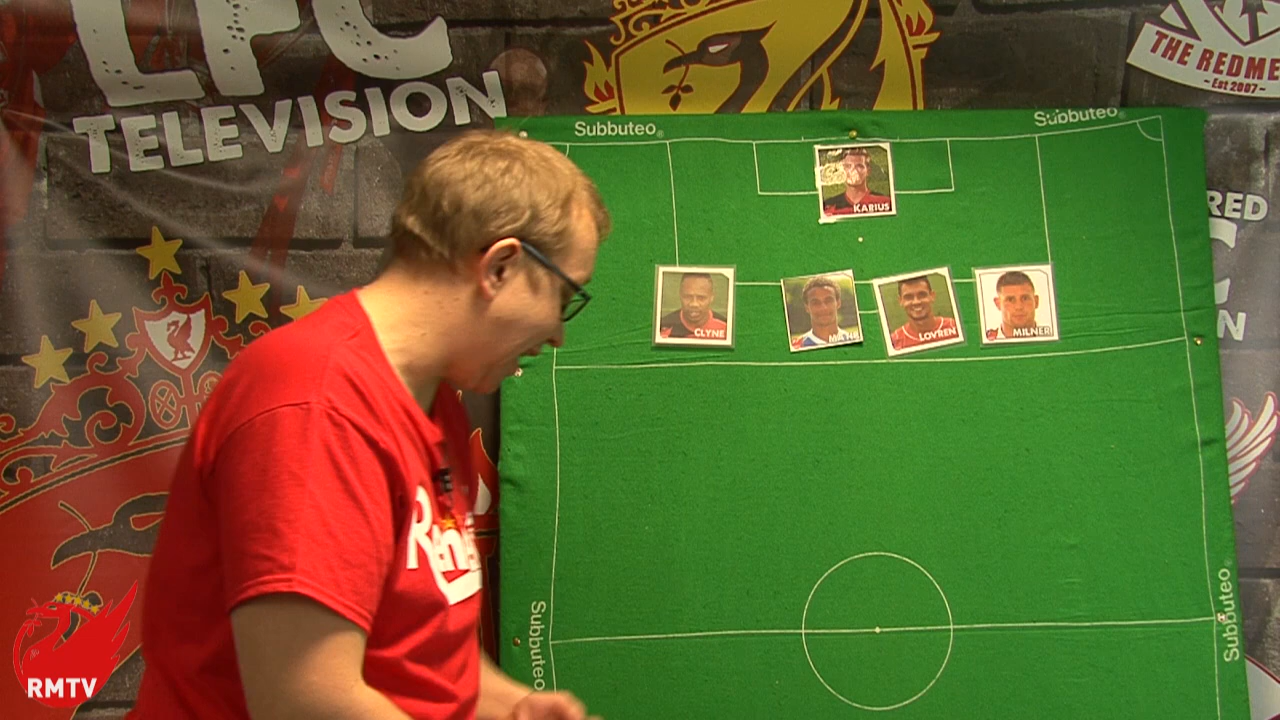 LFC
TELEVISION
THE REDME
- Est 2007 -
Subbuteo
Subbuteo
KARIUS
CLYNE
LOVREN
MILNER
RED
N
Subbuteo
Subbuteo
RMTV